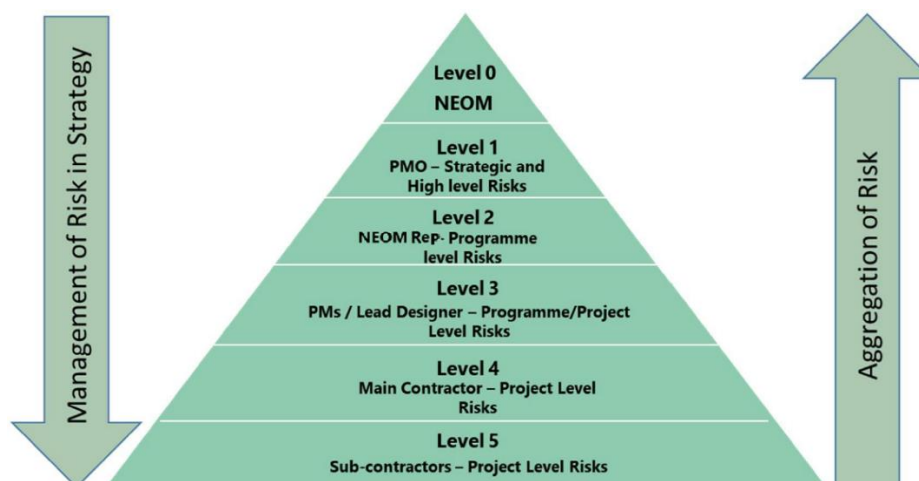 Management of Risk in Strategy
Level 0
NEOM
Level 1
PMO – Strategic and
High level Risks
Level 2
NEOM Rep- Programme
level Risks
Level 3
PMs / Lead Designer – Programme/Project
Level Risks
Level 4
Main Contractor – Project Level
Risks
Level 5
Sub-contractors – Project Level Risks
Aggregation of Risk